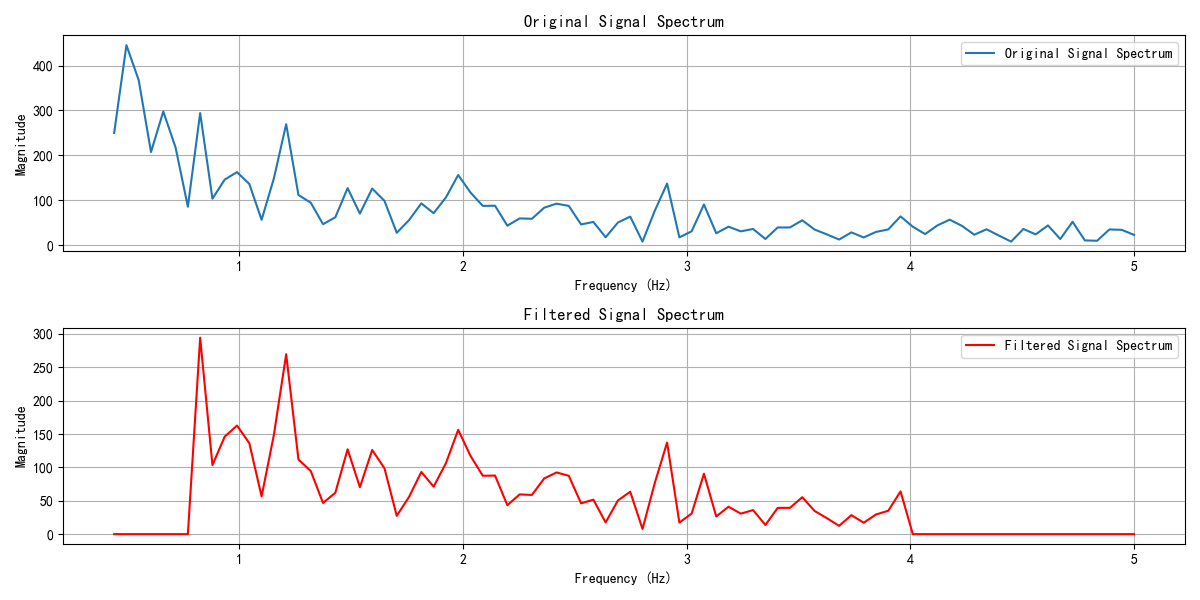 Original Signal Spectrum
Original Signal Spectrum
Magnitude
400
300
200
100
0
1 2 3 4 5
Frequency (Hz)
Filtered Signal Spectrum
Filtered Signal Spectrum
Magnitude
300
250
200
150
100
50
0
1 2 3 4 5
Frequency (Hz)